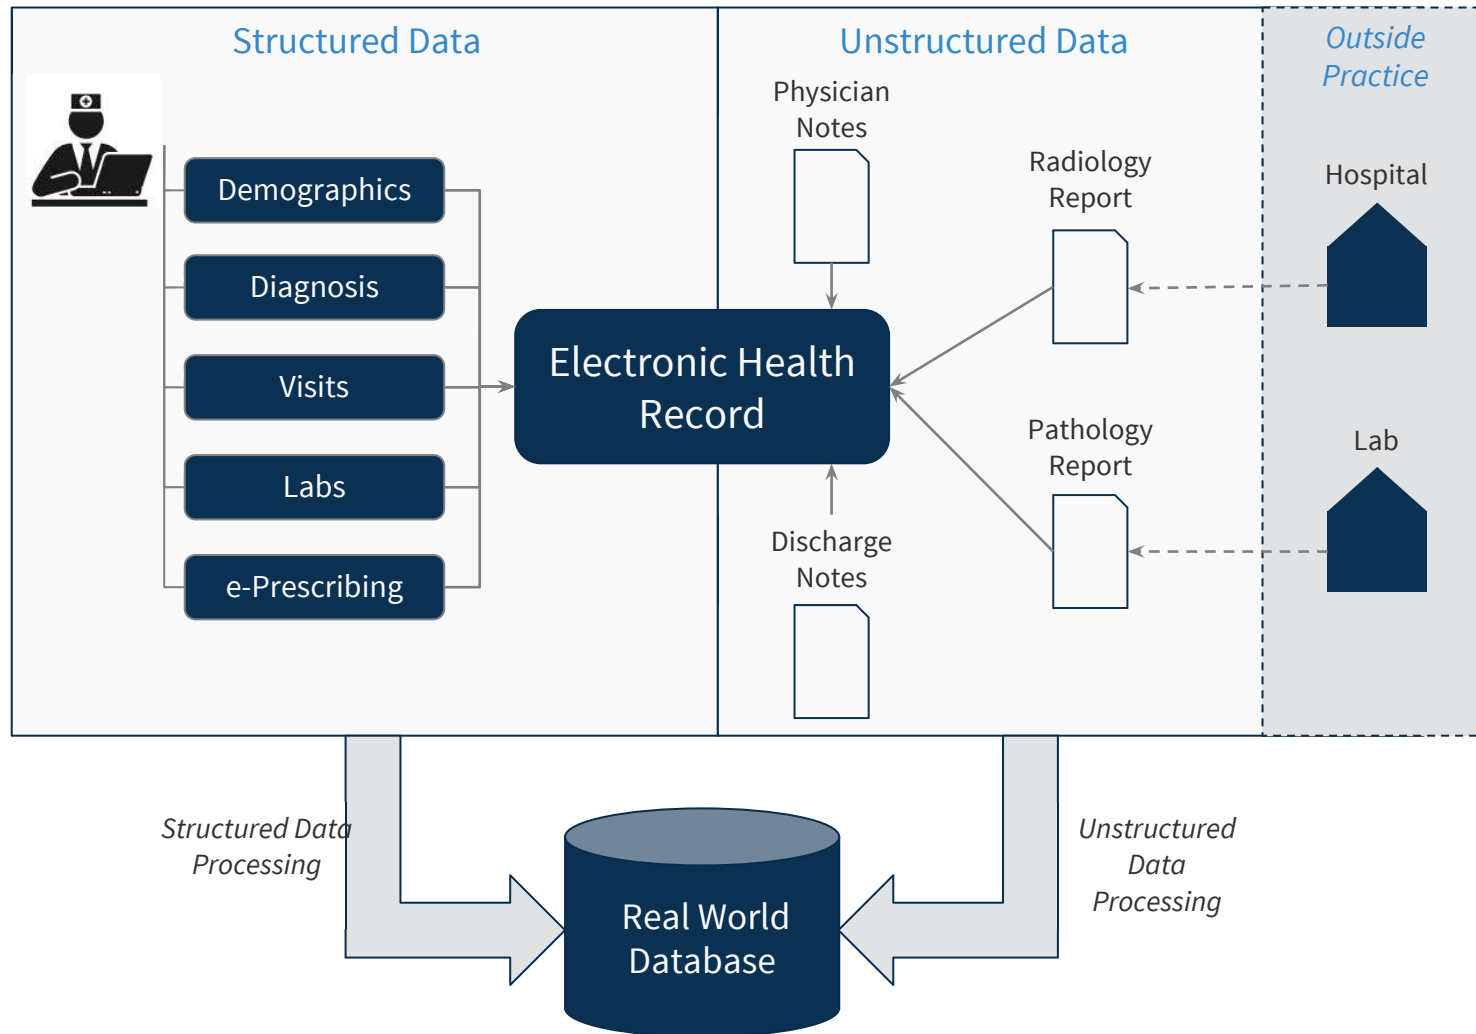 Structured Data
Demographics
Diagnosis
Visits
Labs
e-Prescribing
Electronic Health
Record
Unstructured Data
Physician
Notes
Radiology
Report
Pathology
Report
Discharge
Notes
Outside
Practice
Hospital
Lab
Structured Data
Processing
Unstructured
Data
Processing
Real World
Database